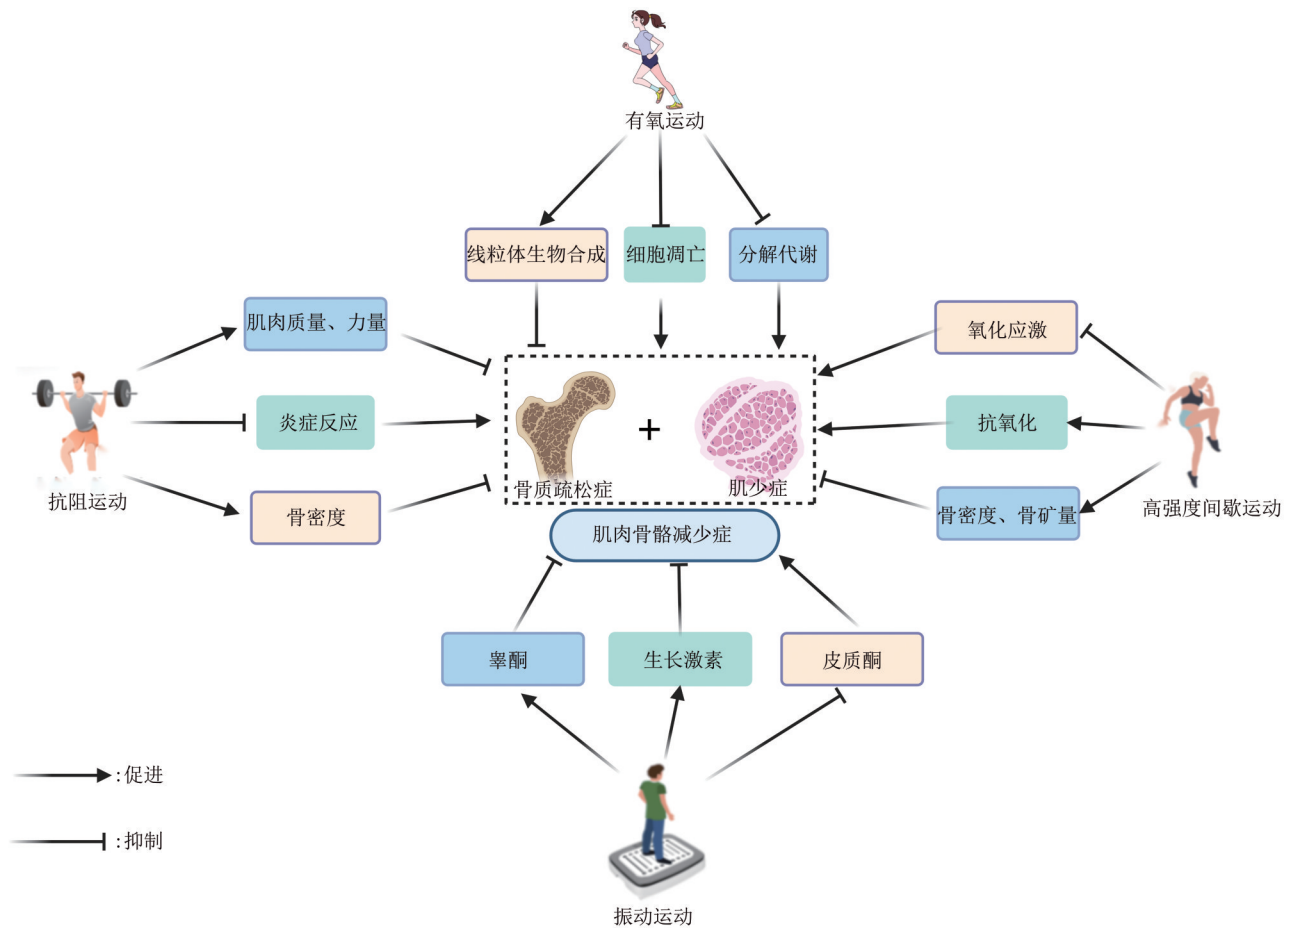 有氧运动
线粒体生物合成
细胞凋亡
分解代谢
肌肉质量、力量
氧化应激
炎症反应
抗氧化
抗阻运动
骨质疏松症
+
肌少症
骨密度
骨密度、骨矿量
高强度间歇运动
肌肉骨骼减少症
睾酮
生长激素
皮质酮
:促进
:抑制
振动运动